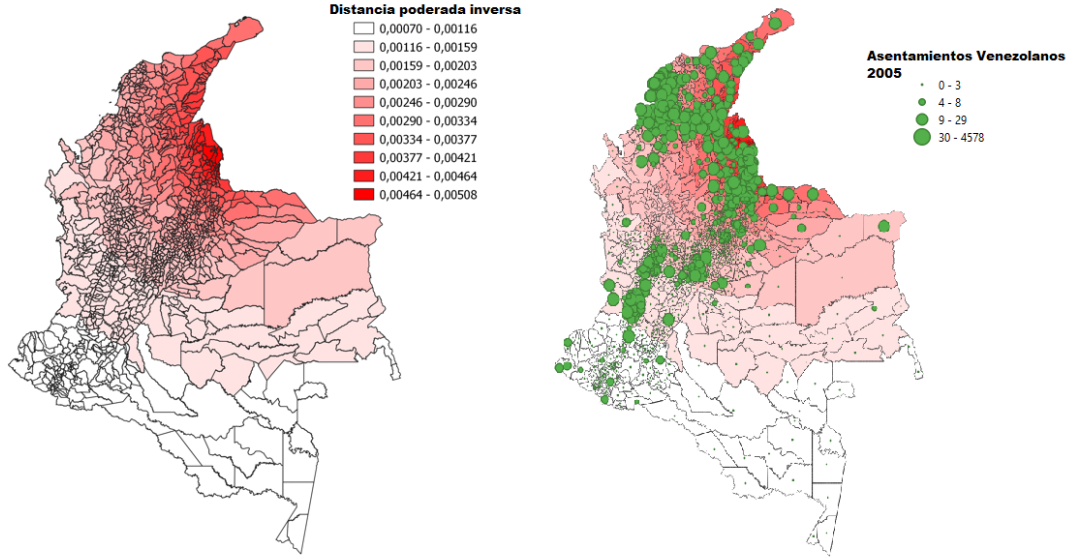 Distancia poderada inversa
0,00070 - 0,00116
0,00116 - 0,00159
0,00159 - 0,00203
0,00203 - 0,00246
0,00246 - 0,00290
0,00290 - 0,00334
0,00334 - 0,00377
0,00377 - 0,00421
0,00421 - 0,00464
0,00464 - 0,00508
Asentamientos Venezolanos
2005
0 - 3
4 - 8
9 - 29
30 - 4578